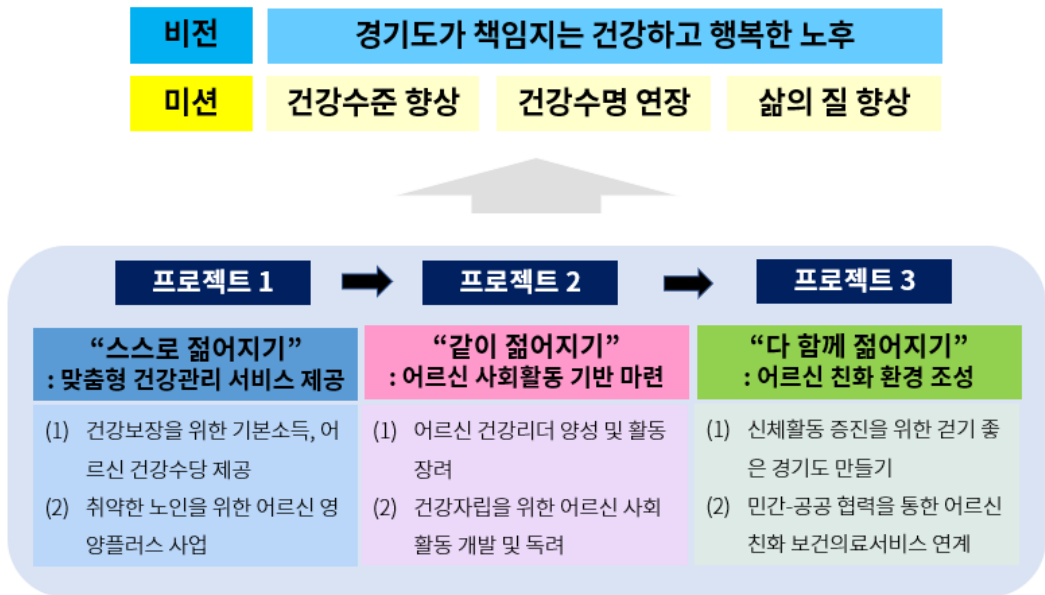 비전
경기도가 책임지는 건강하고 행복한 노후
미션
건강수준 향상
건강수명 연장
삶의 질 향상
프로젝트 1
프로젝트 2
프로젝트 3
“스스로 젊어지기”
: 맞춤형 건강관리 서비스 제공
(1) 건강보장을 위한 기본소득, 어
르신 건강수당 제공
(2) 취약한 노인을 위한 어르신 영
양플러스 사업
“같이 젊어지기”
: 어르신 사회활동 기반 마련
(1) 어르신 건강리더 양성 및 활동
장려
(2) 건강자립을 위한 어르신 사회
활동 개발 및 독려
“다 함께 젊어지기”
: 어르신 친화 환경 조성
(1) 신체활동 증진을 위한 걷기 좋
은 경기도 만들기
(2) 민간-공공 협력을 통한 어르신
친화 보건의료서비스 연계